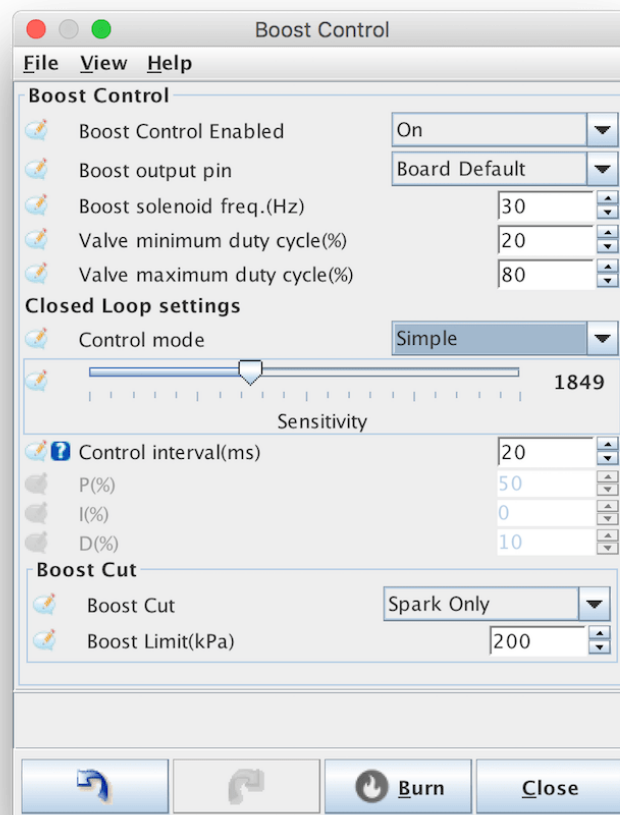 Boost Control
File View Help
Boost Control
Boost Control Enabled On
Boost output pin Board Default
Boost solenoid freq.(Hz) 30
Valve minimum duty cycle(%) 20
Valve maximum duty cycle(%) 80
Closed Loop settings
Control mode Simple
1849
Sensitivity
? Control interval(ms) 20
P(%) 50
I(%) 0
D(%) 10
Boost Cut
Boost Cut Spark Only
Boost Limit(kPa) 200
Burn Close